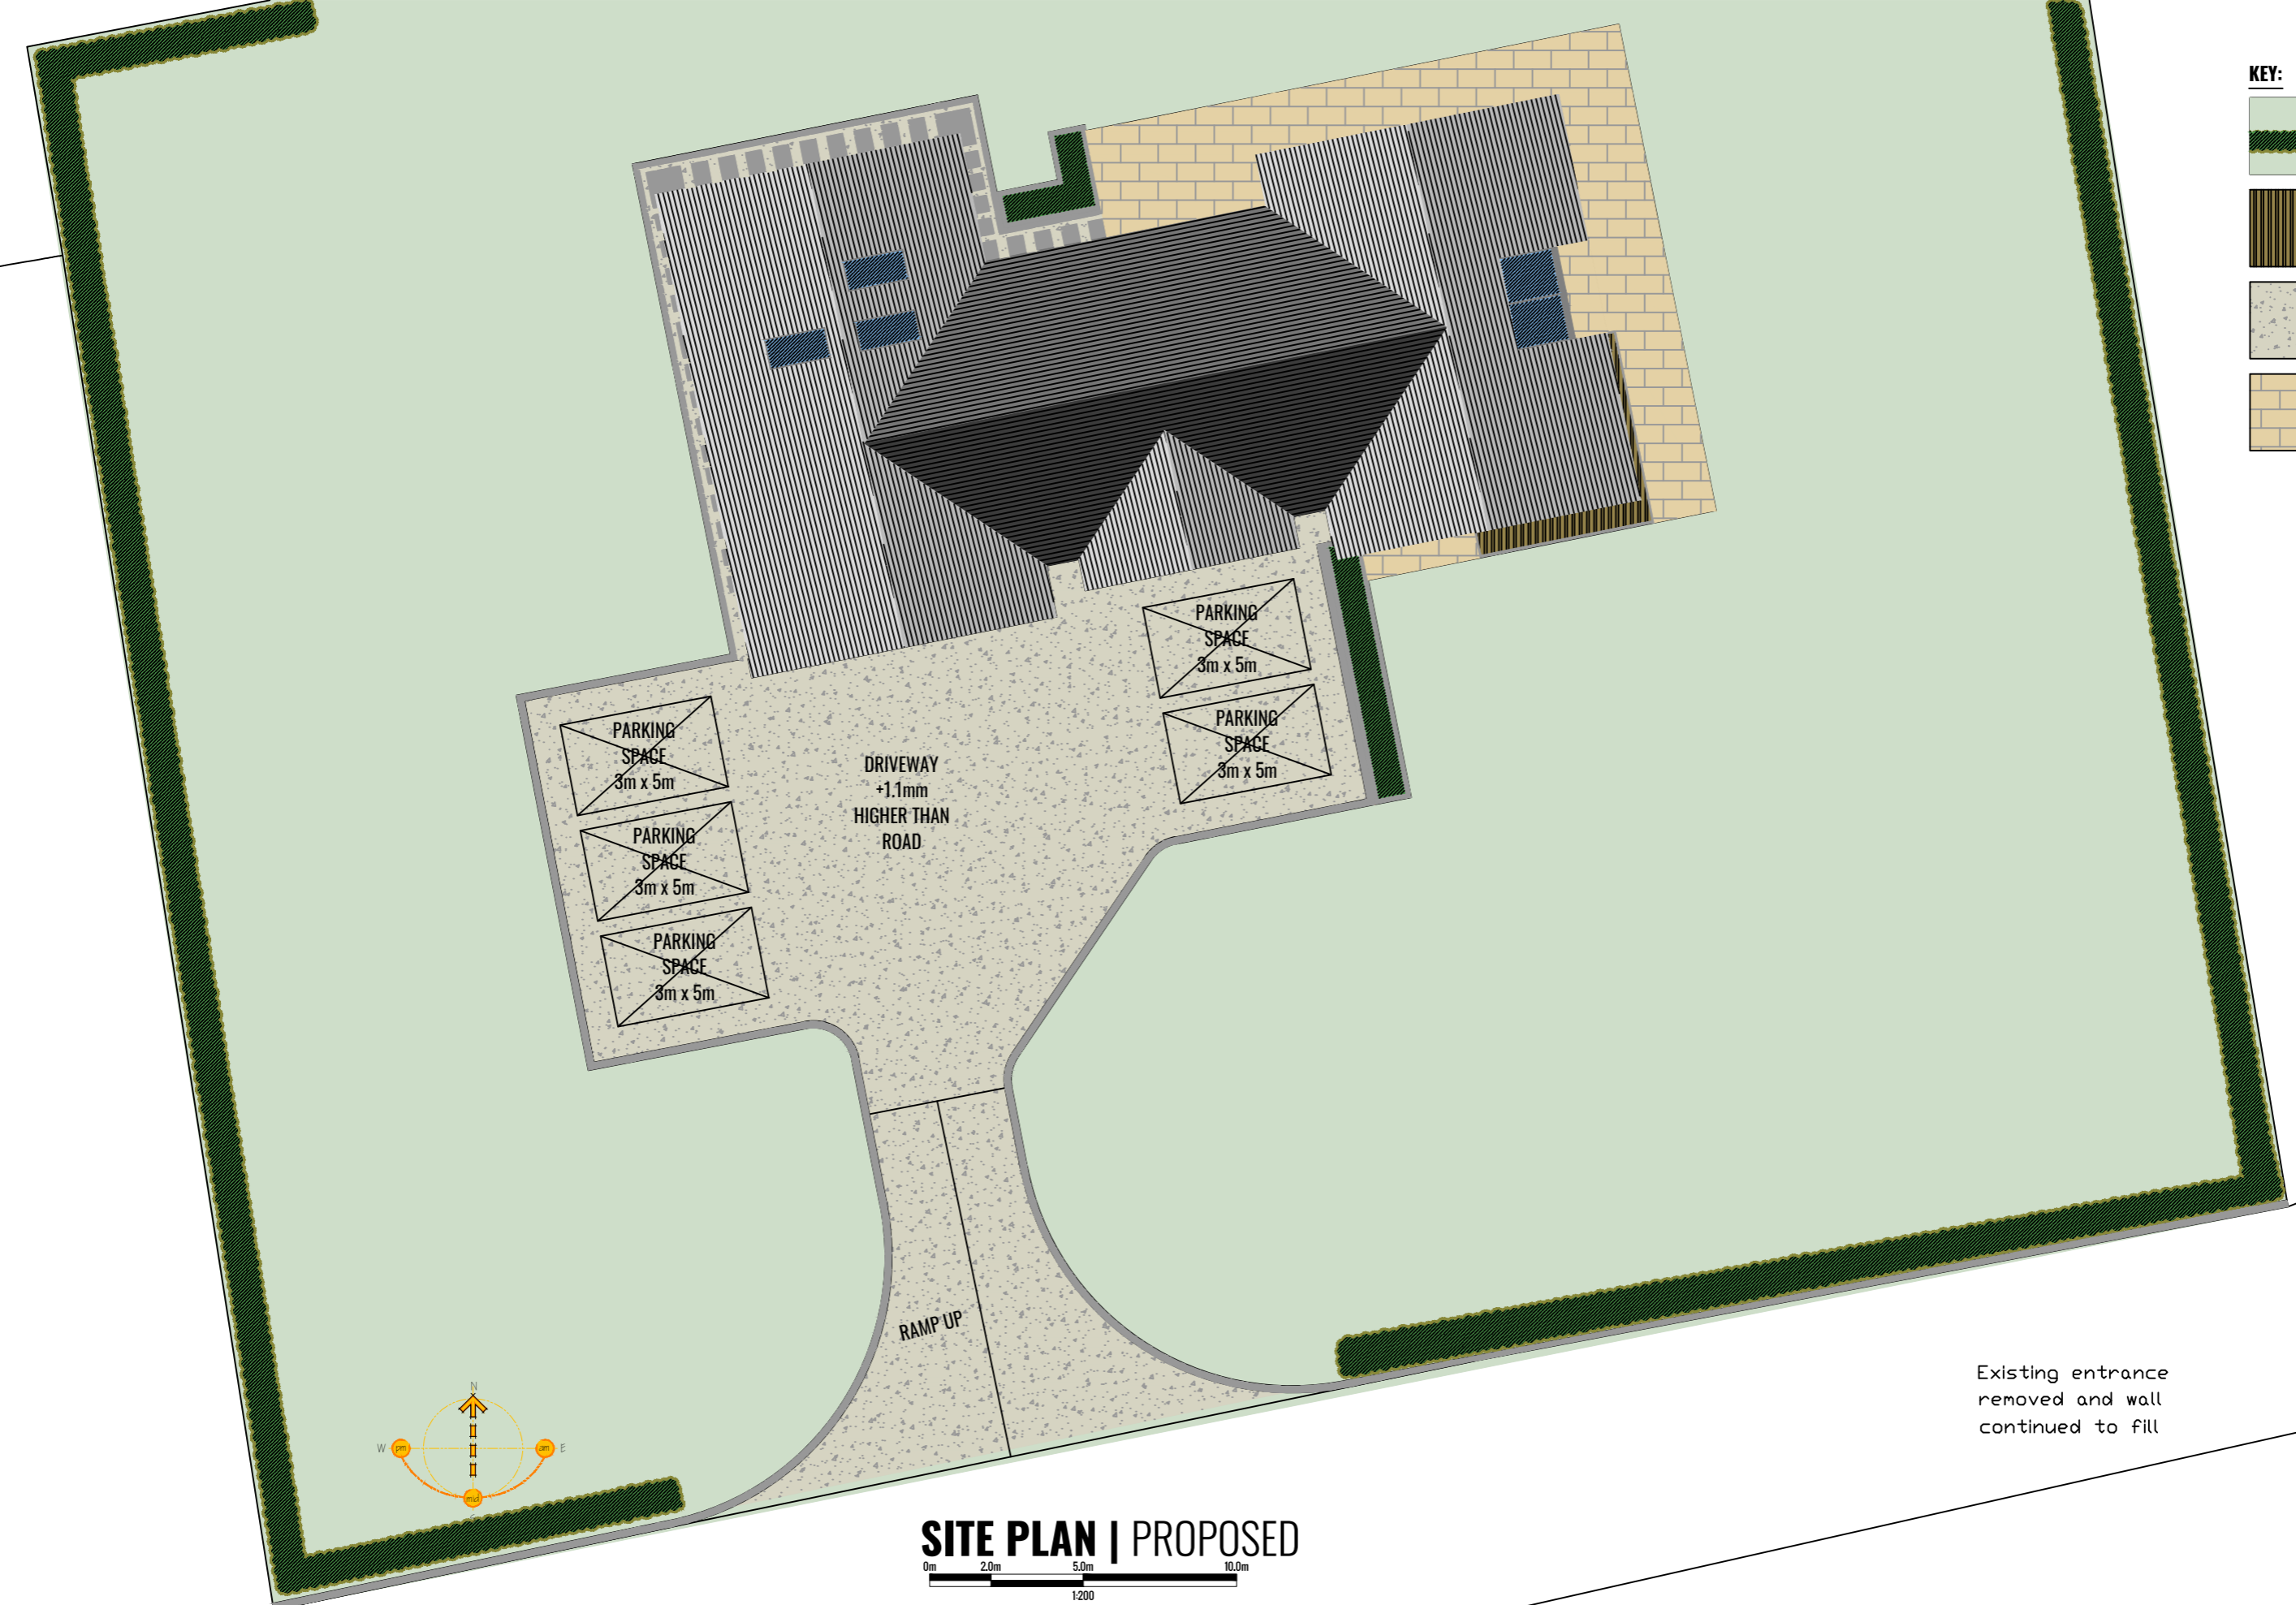 KEY:
PARKING
SPACE
3m x 5m
PARKING
SPACE
3m x 5m
PARKING
SPACE
3m x 5m
DRIVEWAY
+1.1mm
HIGHER THAN
ROAD
PARKING
SPACE
3m x 5m
PARKING
SPACE
3m x 5m
RAMP UP
N
W pm am E
mid
Existing entrance
removed and wall
continued to fill
SITE PLAN | PROPOSED
0m 2.0m 5.0m 10.0m
1:200